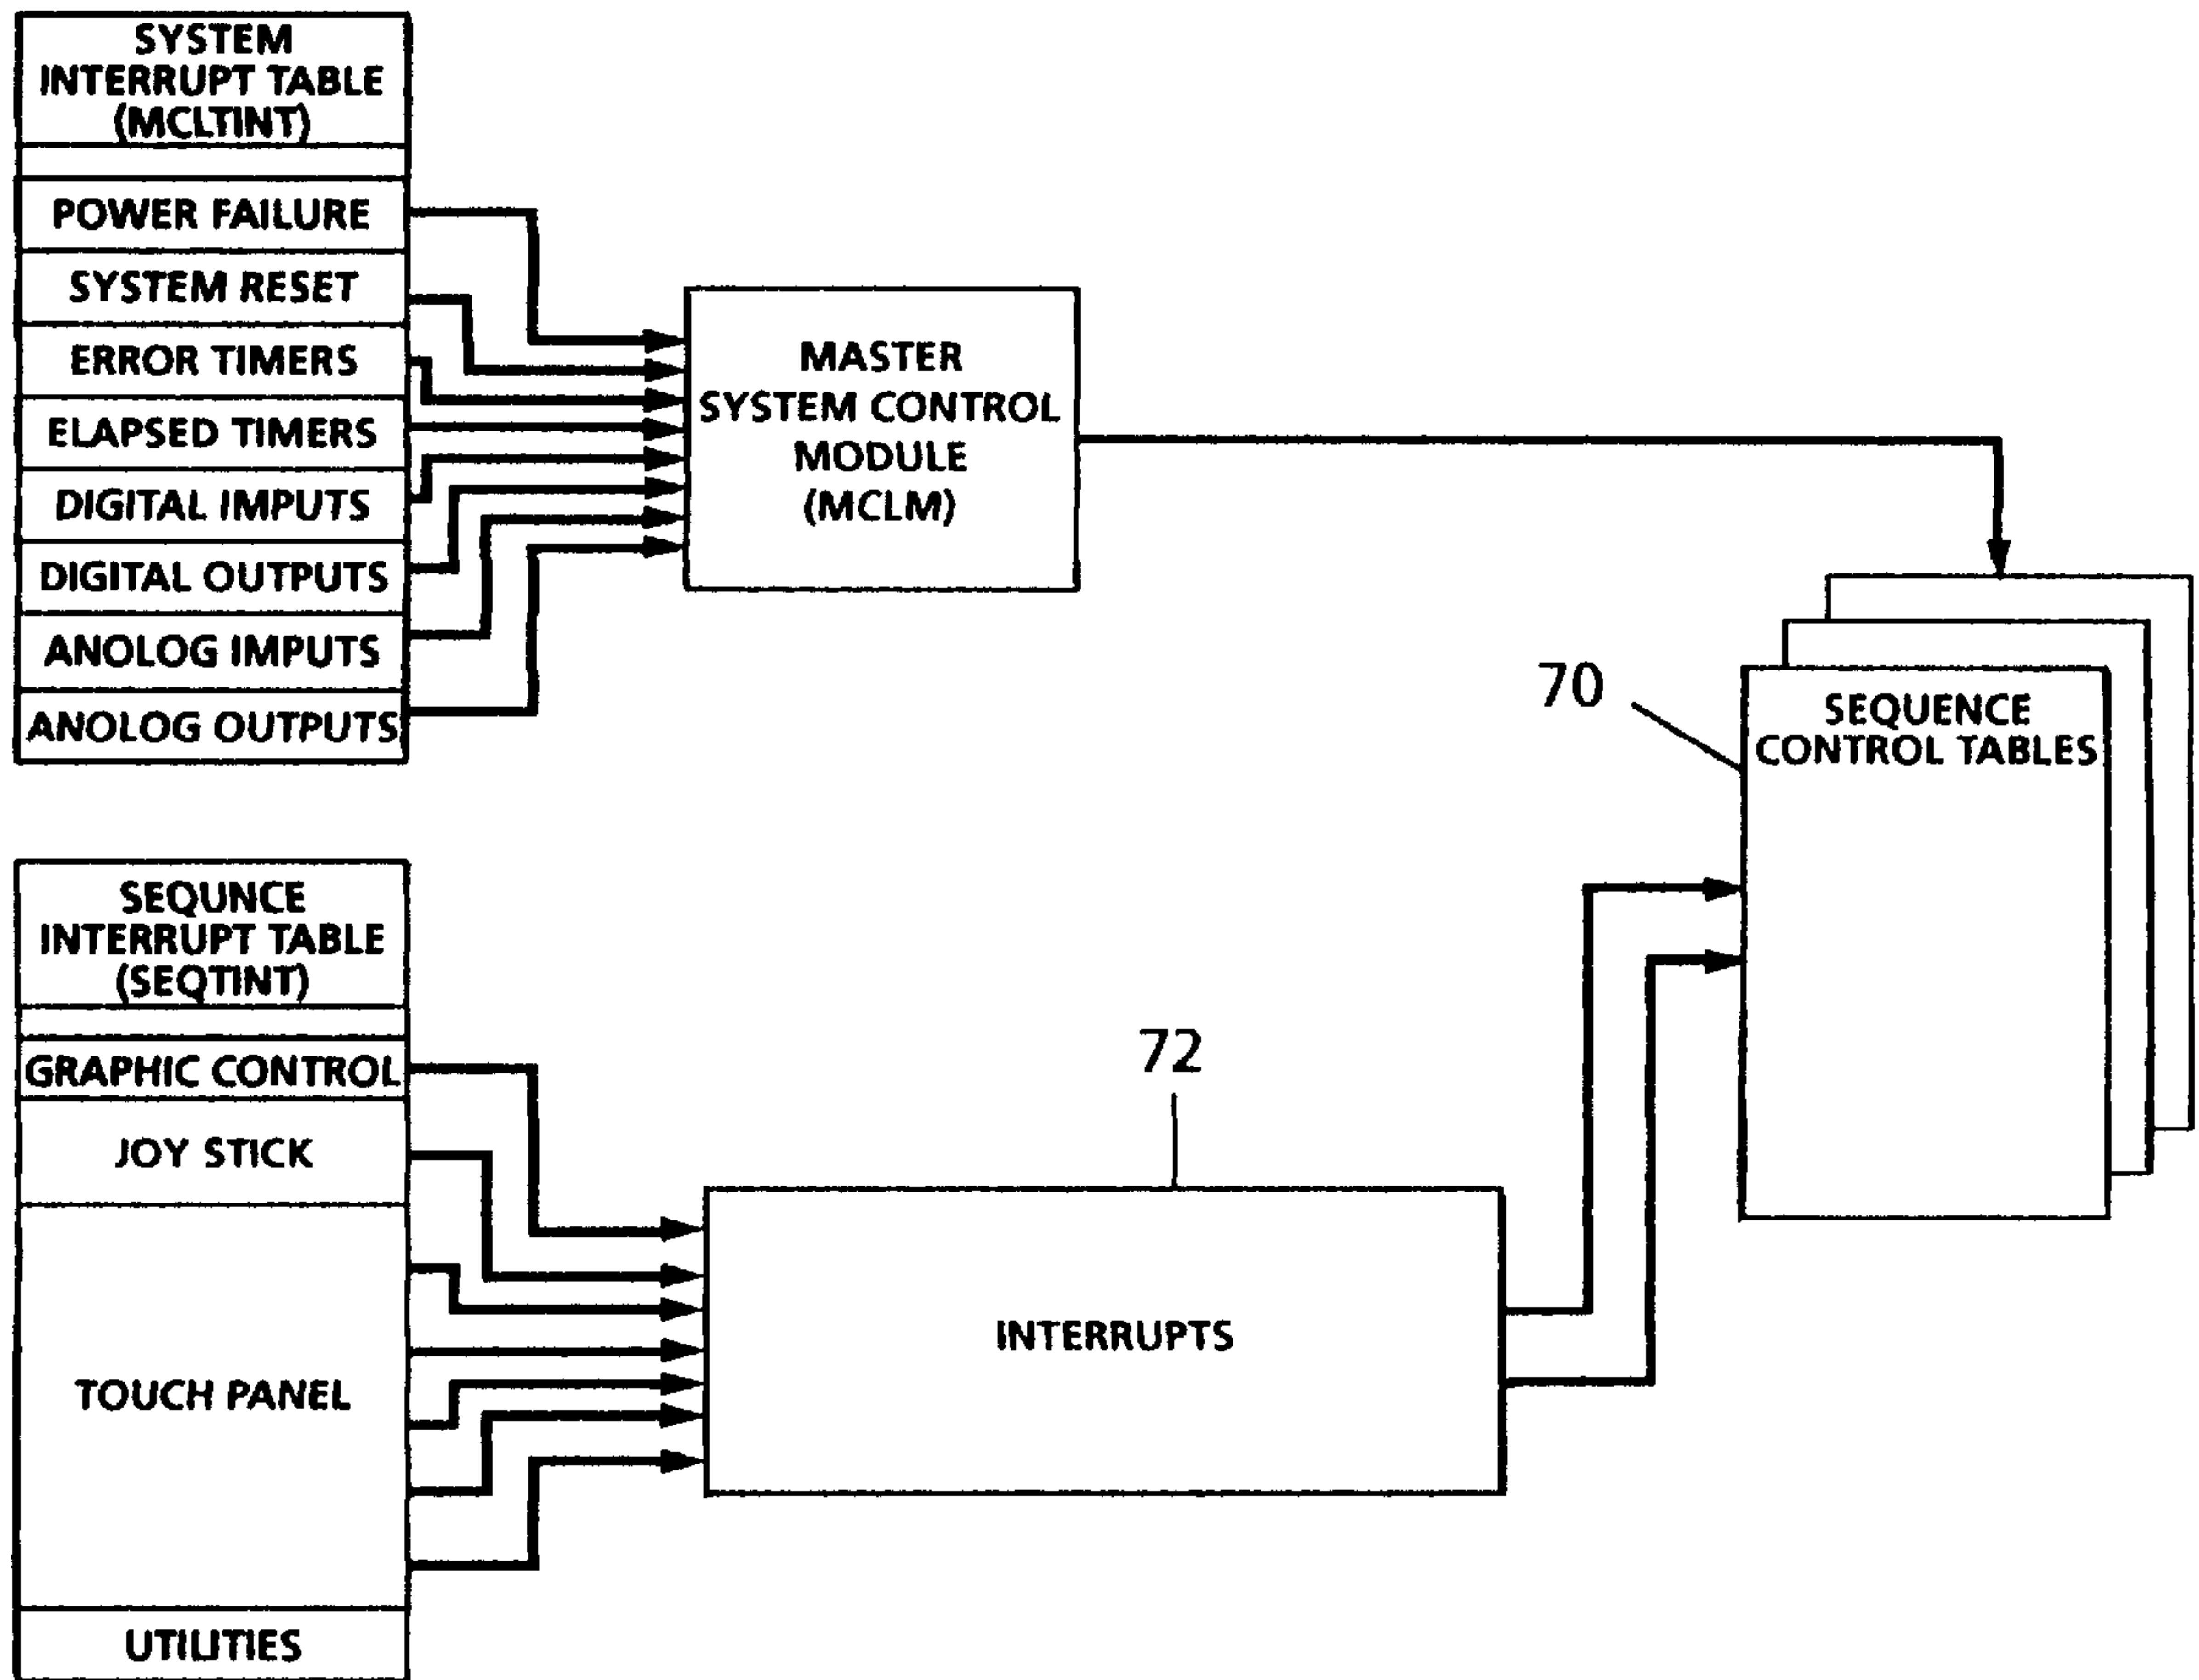 SYSTEM
INTERRUPT TABLE
(MCLTINT)
POWER FAILURE
SYSTEM RESET
ERROR TIMERS
ELAPSED TIMERS
DIGITAL IMPUTS
DIGITAL OUTPUTS
ANOLOG IMPUTS
ANOLOG OUTPUTS
MASTER
SYSTEM CONTROL
MODULE
(MCLM)
70
SEQUENCE
CONTROL TABLES
SEQUNCE
INTERRUPT TABLE
(SEQTINT)
GRAPHIC CONTROL
JOY STICK
TOUCH PANEL
UTILITIES
72
INTERRUPTS